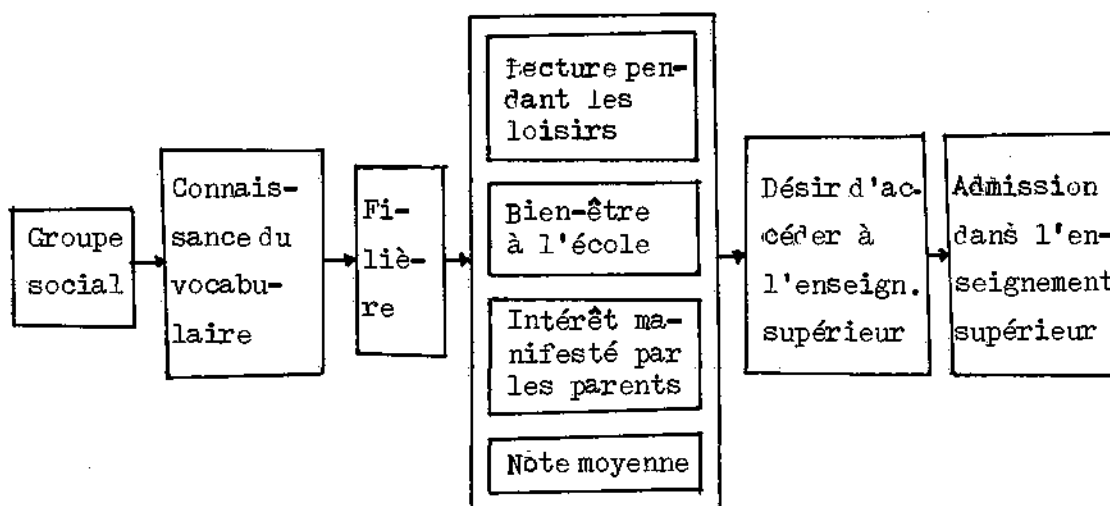 Groupe
social
Connais-
sance du
vocabu-
laire
Fi-
liè-
re
Lecture pen-
dant les
loisirs
Bien-être
à l'école
Intérêt ma-
nifesté par
les parents
Note moyenne
Désir d'ac-
céder à
l'enseign.
supérieur
Admission
dans l'en-
seignement
supérieur